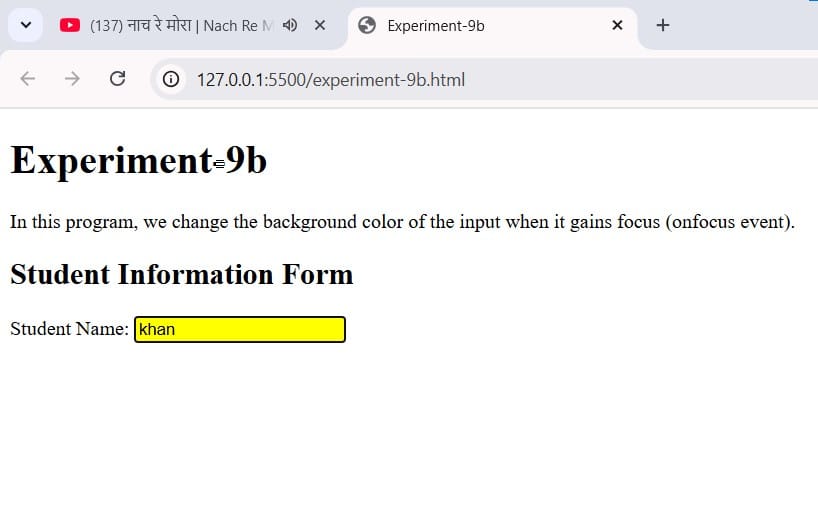 (137) नाच रे मोरा | Nach Re M
Experiment-9b
127.0.0.1:5500/experiment-9b.html
Experiment-9b
In this program, we change the background color of the input when it gains focus (onfocus event).
Student Information Form
Student Name: khan